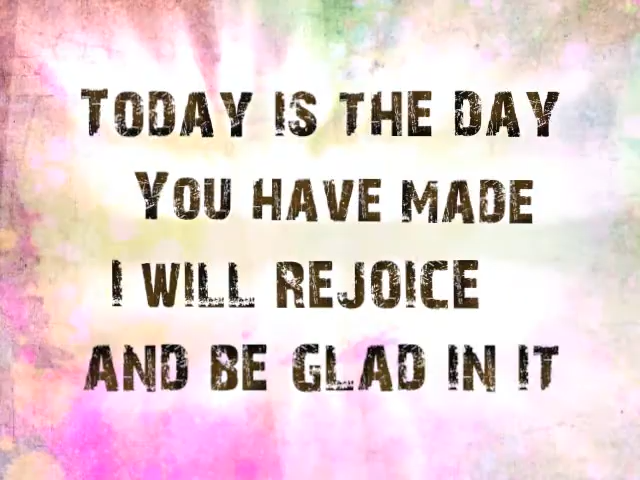 Today is the day
You have made
I will rejoice
and be glad in it